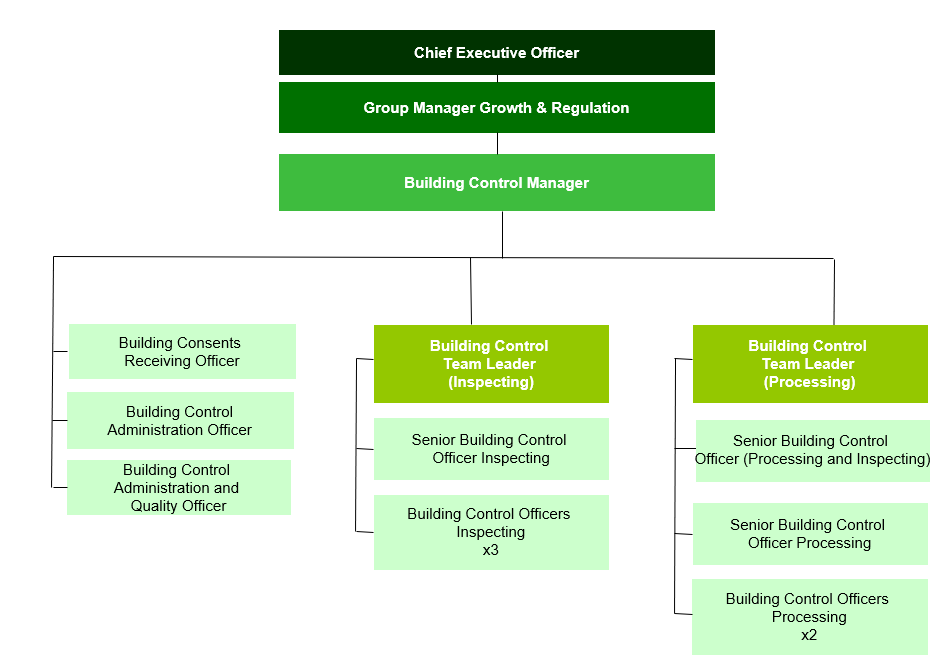 Chief Executive Officer
Group Manager Growth & Regulation
Building Control Manager
Building Consents
Receiving Officer
Building Control
Administration Officer
Building Control
Administration and
Quality Officer
Building Control
Team Leader
(Inspecting)
Senior Building Control
Officer Inspecting
Building Control Officers
Inspecting
x3
Building Control
Team Leader
(Processing)
Senior Building Control
Officer (Processing and Inspecting)
Senior Building Control
Officer Processing
Building Control Officers
Processing
x2